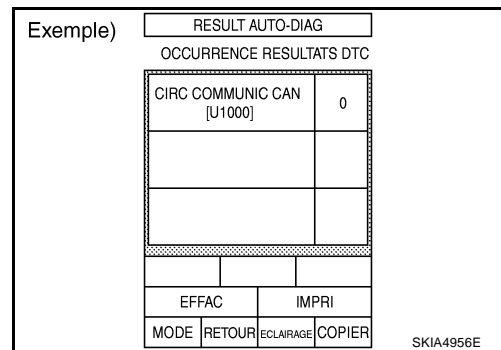 Exemple)
RESULT AUTO-DIAG
OCCURRENCE RESULTATS DTC
CIRC COMMUNIC CAN 0
[U1000]
EFFAC IMPRI
MODE RETOUR ECLAIRAGE COPIER
SKIA4956E